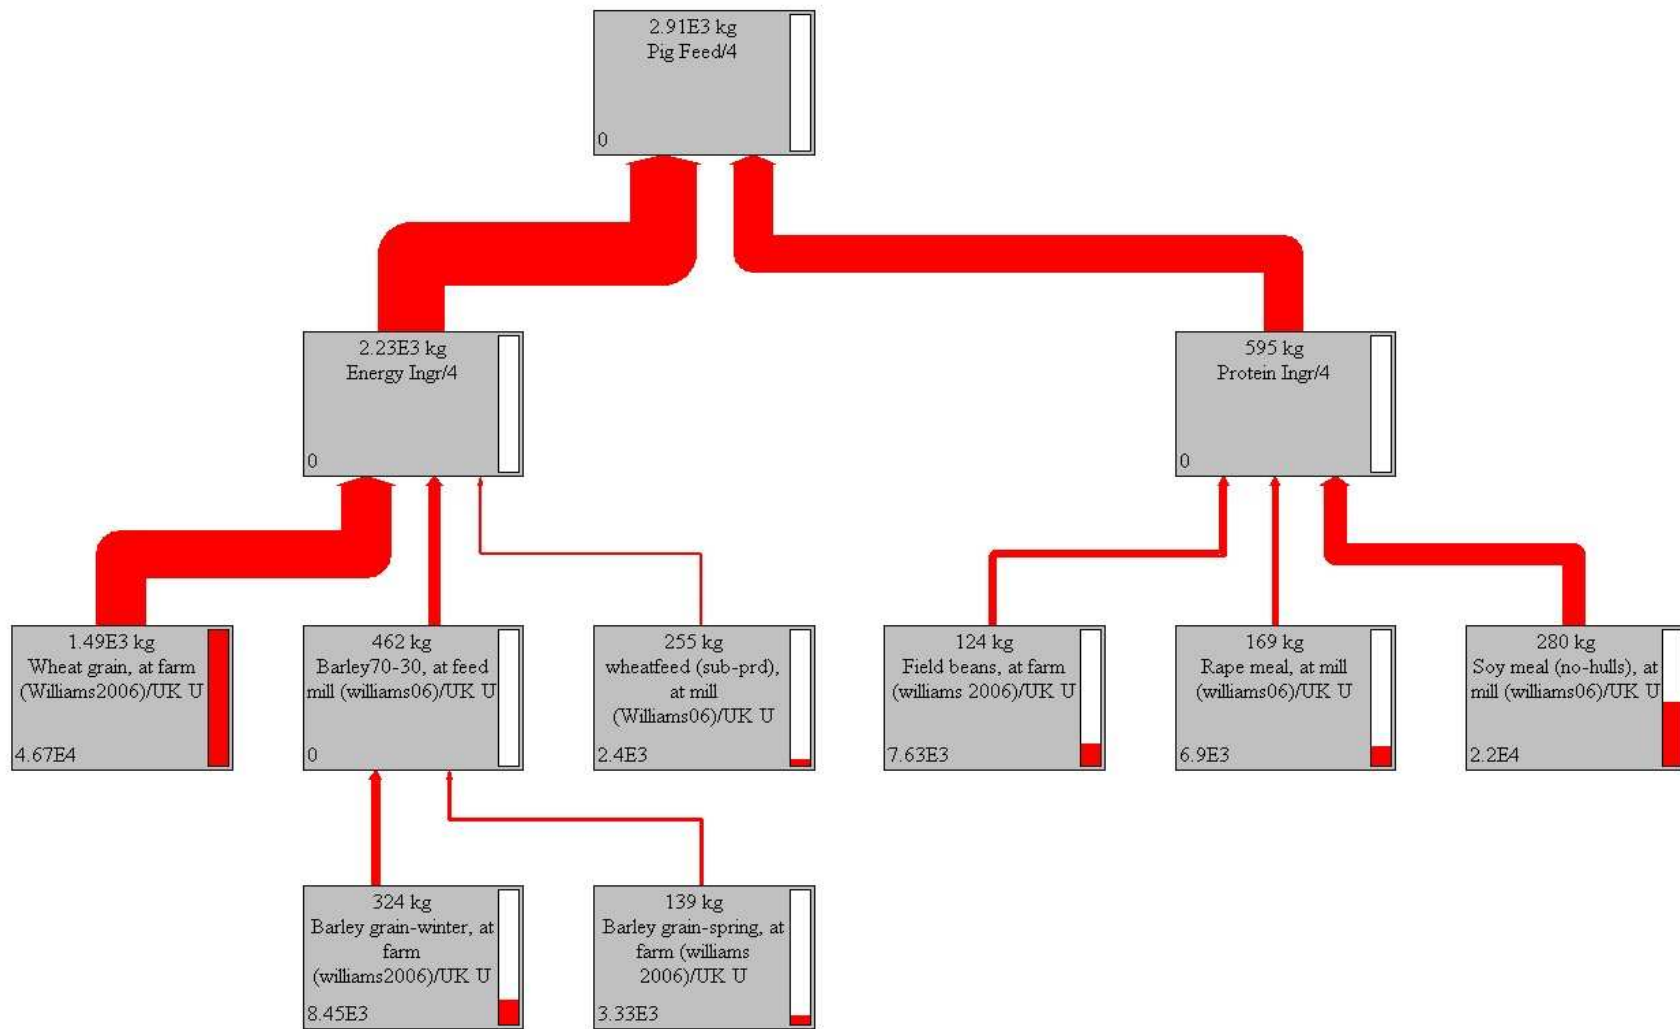 2.91E3 kg
Pig Feed/4
0
2.23E3 kg
Energy Ingr/4
0
595 kg
Protein Ingr/4
0
1.49E3 kg
Wheat grain, at farm
(Williams2006)/UK U
4.67E4
462 kg
Barley70-30, at feed
mill (williams06)/UK U
0
255 kg
wheatfeed (sub-prd),
at mill
(Williams06)/UK U
2.4E3
124 kg
Field beans, at farm
(williams 2006)/UK U
7.63E3
169 kg
Rape meal, at mill
(williams06)/UK U
6.9E3
280 kg
Soy meal (no-hulls), at
mill (williams06)/UK U
2.2E4
324 kg
Barley grain-winter, at
farm
(williams2006)/UK U
8.45E3
139 kg
Barley grain-spring, at
farm (williams
2006)/UK U
3.33E3